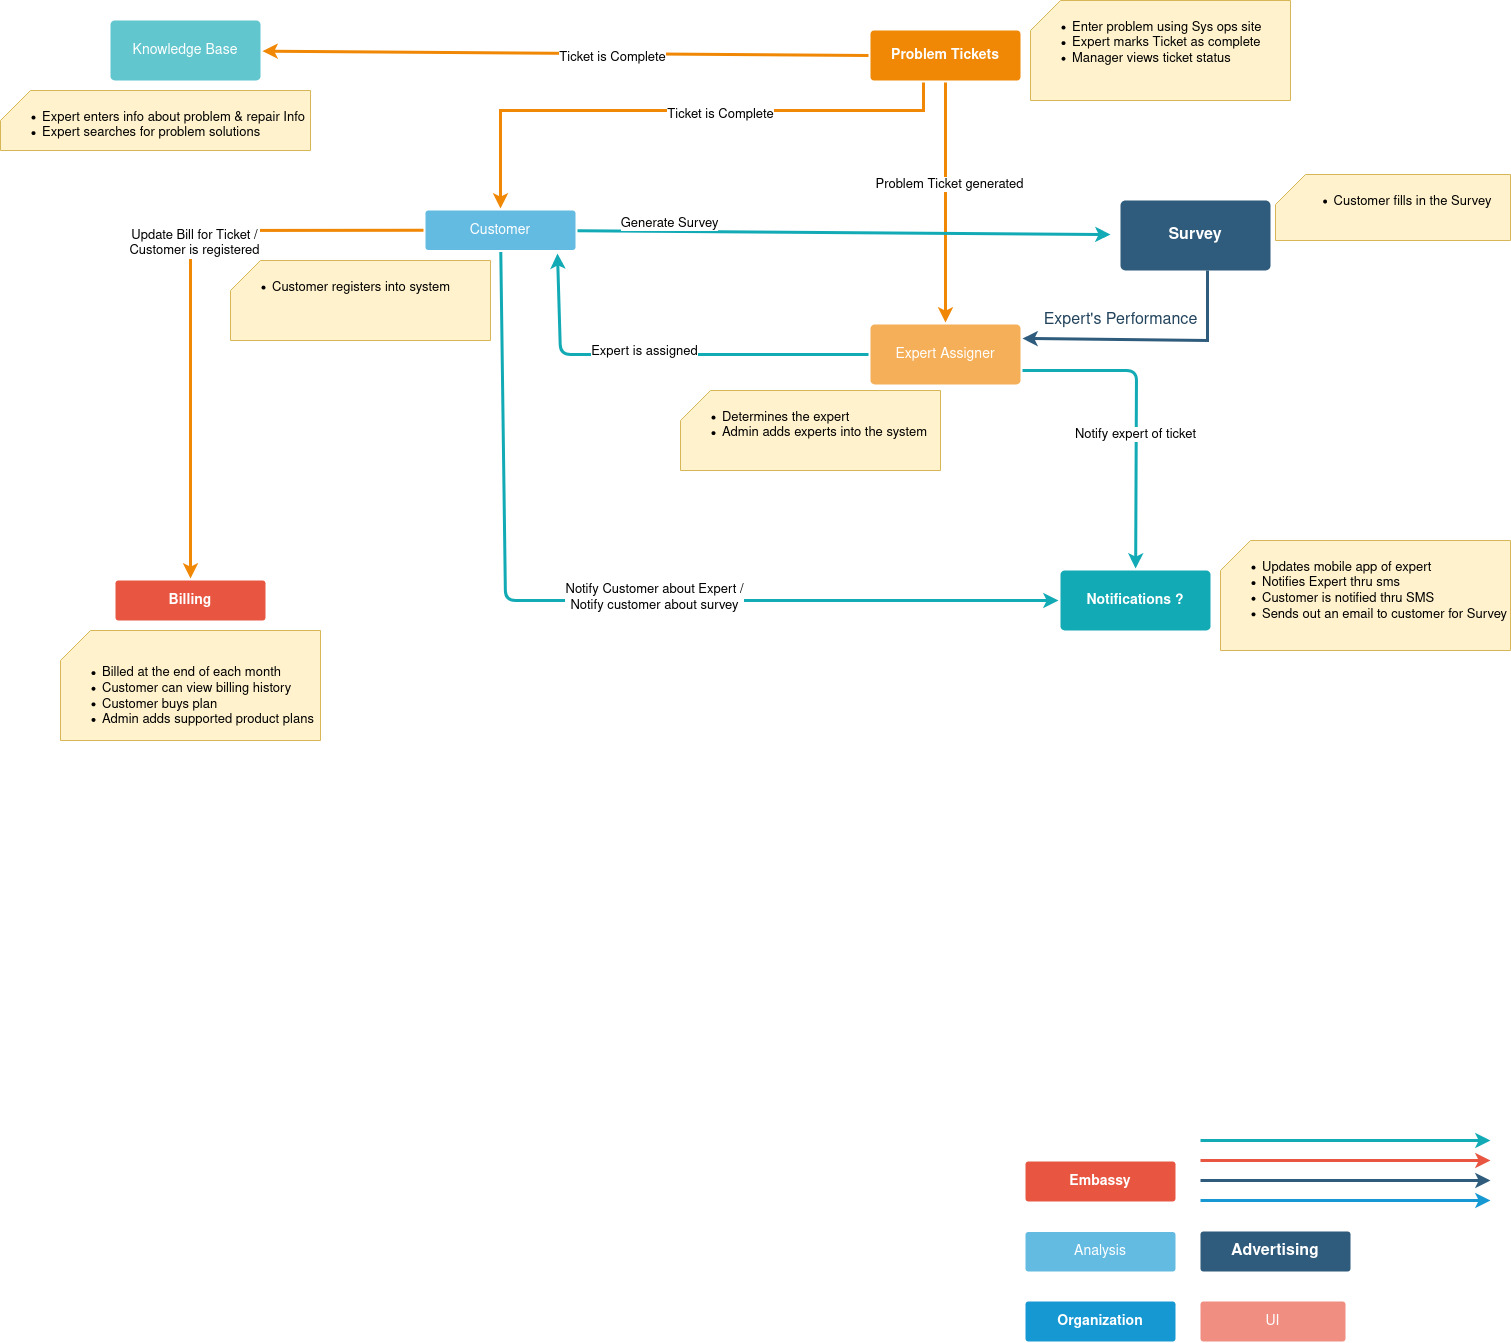 Knowledge Base
Ticket is Complete
Problem Tickets
Enter problem using Sys ops site
Expert marks Ticket as complete
Manager views ticket status
Expert enters info about problem & repair Info
Expert searches for problem solutions
Ticket is Complete
Problem Ticket generated
Update Bill for Ticket /
Customer is registered
Customer
Generate Survey
Survey
Customer fills in the Survey
Customer registers into system
Expert's Performance
Expert is assigned
Expert Assigner
Determines the expert
Admin adds experts into the system
Notify expert of ticket
Notify Customer about Expert /
Notify customer about survey
Notifications ?
Updates mobile app of expert
Notifies Expert thru sms
Customer is notified thru SMS
Sends out an email to customer for Survey
Billing
Billed at the end of each month
Customer can view billing history
Customer buys plan
Admin adds supported product plans
Embassy
Analysis
Advertising
Organization
UI